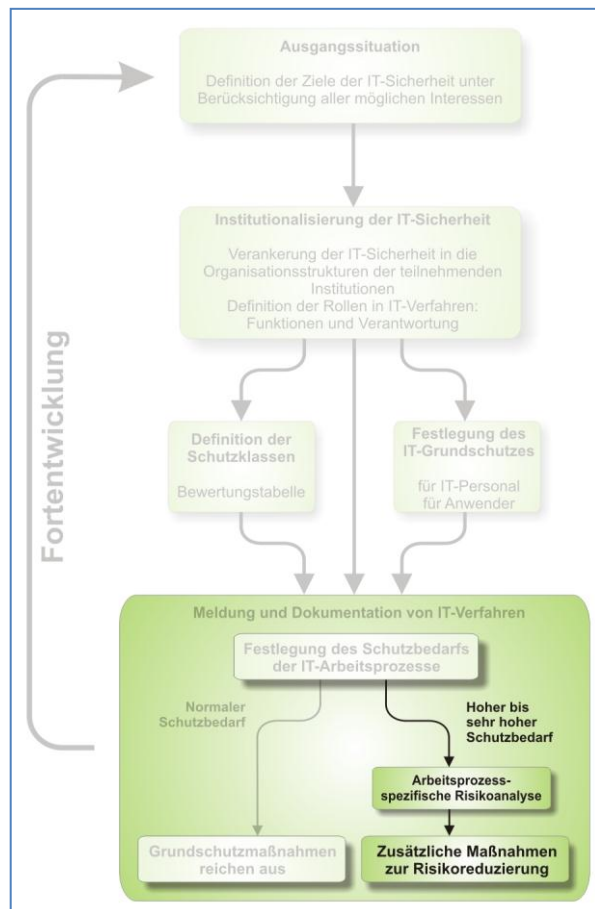 Ausgangssituation
Definition der Ziele der IT-Sicherheit unter
Berücksichtigung aller möglichen Interessen
Institutionalisierung der IT-Sicherheit
Verankerung der IT-Sicherheit in die
Organisationsstrukturen der teilnehmenden
Institutionen
Definition der Rollen in IT-Verfahren:
Funktionen und Verantwortung
Fortentwicklung
Definition der
Schutzklassen
Bewertungstabelle
Festlegung des
IT-Grundschutzes
für IT-Personal
für Anwender
Meldung und Dokumentation von IT-Verfahren
Festlegung des Schutzbedarfs
der IT-Arbeitsprozesse
Normaler
Schutzbedarf
Hoher bis
sehr hoher
Schutzbedarf
Arbeitsprozess-
spezifische Risikoanalyse
Grundschutzmaßnahmen
reichen aus
Zusätzliche Maßnahmen
zur Risikoreduzierung